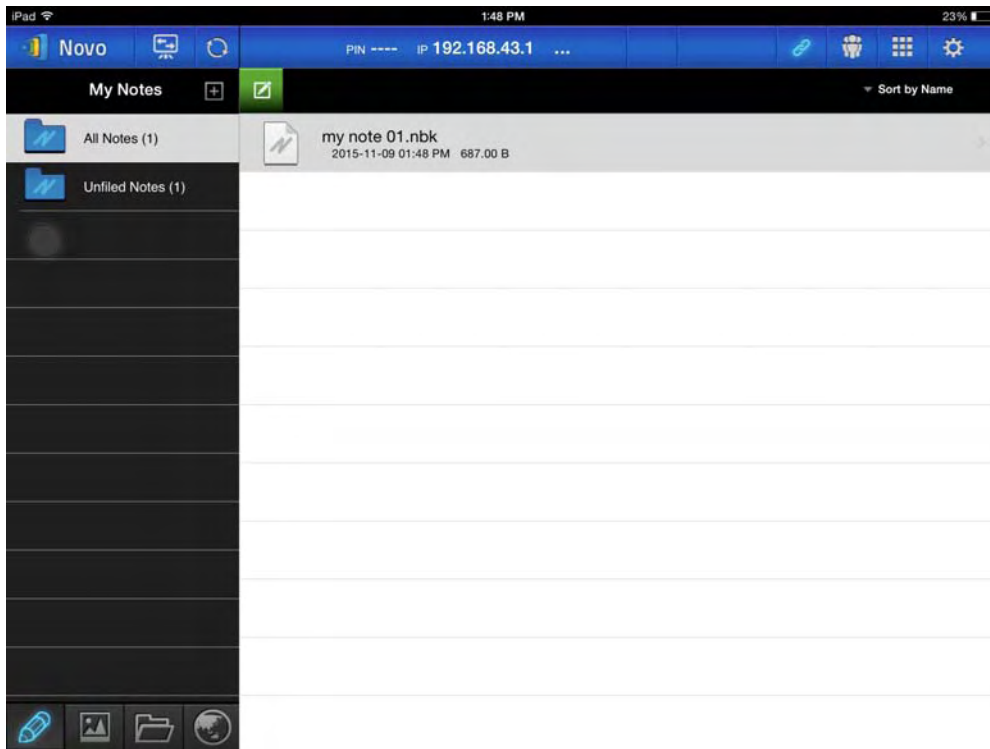 iPad 1:48 PM 23%
Novo PIN ---- IP 192.168.43.1 ...
My Notes Sort by Name
All Notes (1)
my note 01.nbk
2015-11-09 01:48 PM 687.00 B
Unfiled Notes (1)